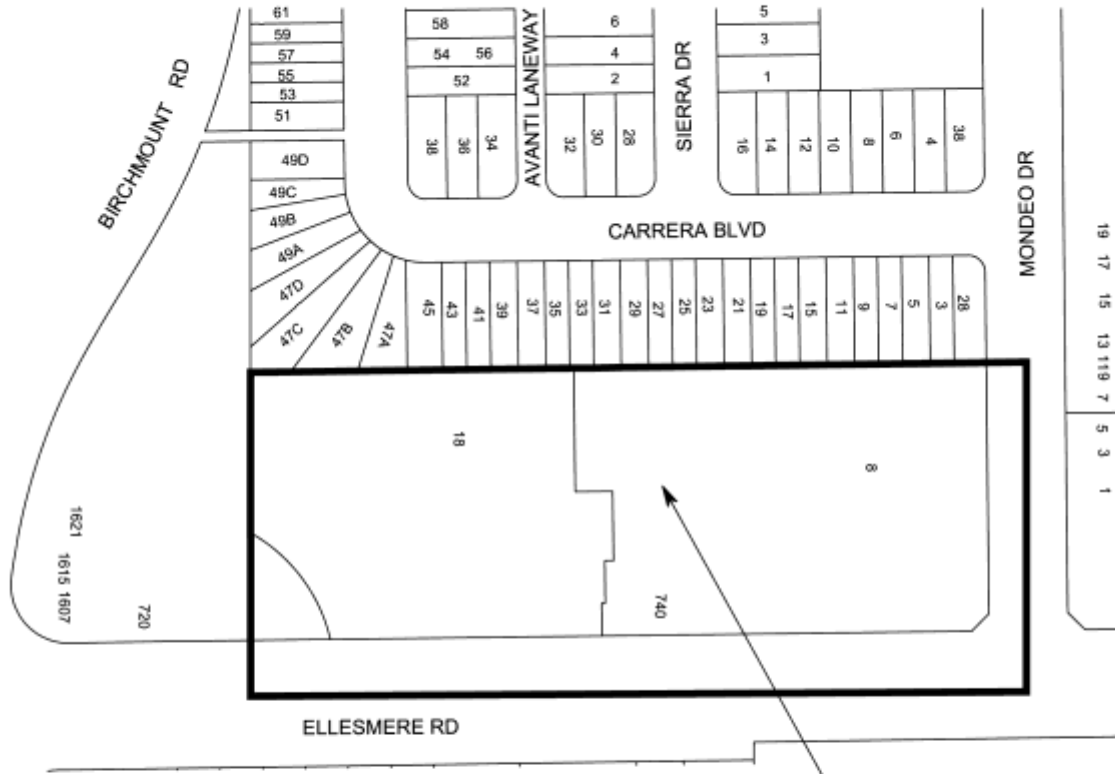 61
59
57
55
53
51
BIRCHMOUNT RD
49D
49C
49B
49A
47D
47C
47B
47A
58
54 56
52
38 36 34
AVANTI LANEWAY
6
4
2
32 30 28
SIERRA DR
5
3
1
16 14 12 10 8 6 4 38
CARRERA BLVD
MONDEO DR
45 43 41 39 37 35 33 31 29 27 25 23 21 19 17 15 11 9 7 5 3 28
19 17 15 13 119 7 5 3 1
18
8
740
1621
1615 1607
720
ELLESMERE RD